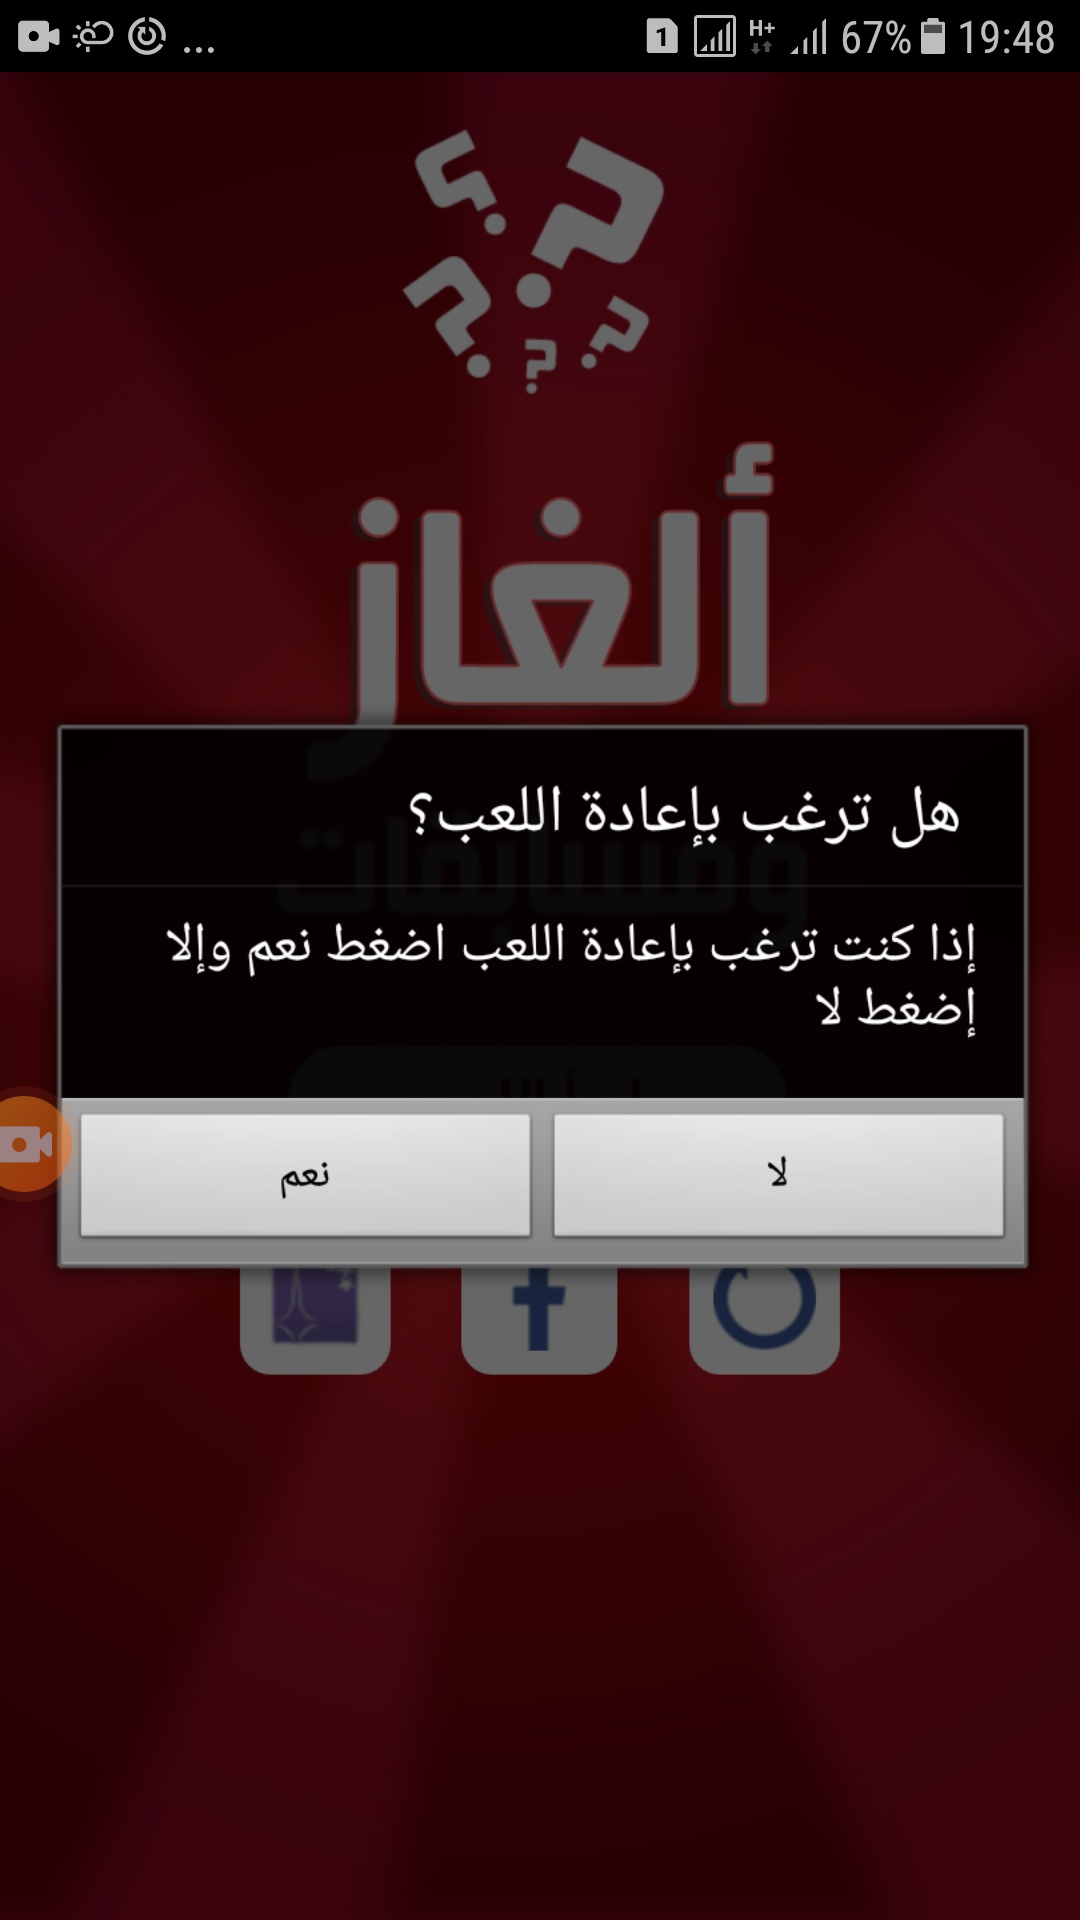 1 H+ 67% 19:48
ألغاز
ومسابقات
هل ترغب بإعادة اللعب؟
إذا كنت ترغب بإعادة اللعب اضغط نعم وإلا
إضغط لا
نعم
لا